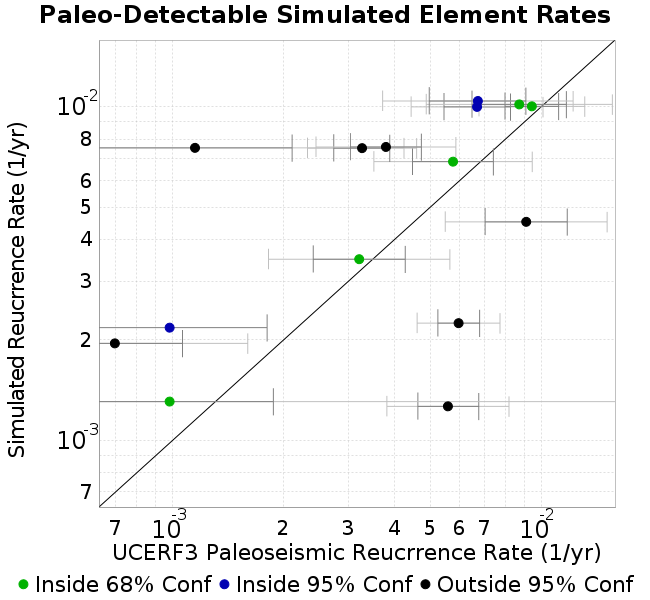 Paleo-Detectable Simulated Element Rates
Simulated Reucrrence Rate (1/yr)
10-2
8
6
5
4
3
2
10-3
7
7 10-3 2 3 4 5 6 7 10-2
UCERF3 Paleoseismic Reucrrence Rate (1/yr)
Inside 68% Conf Inside 95% Conf Outside 95% Conf